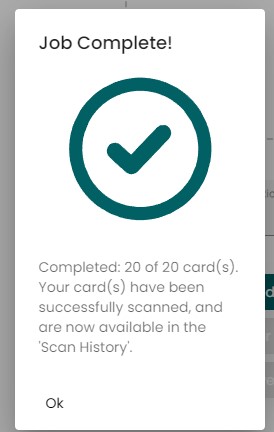 Job Complete!
Completed: 20 of 20 card(s).
Your card(s) have been
successfully scanned, and
are now available in the
'Scan History'.
Ok